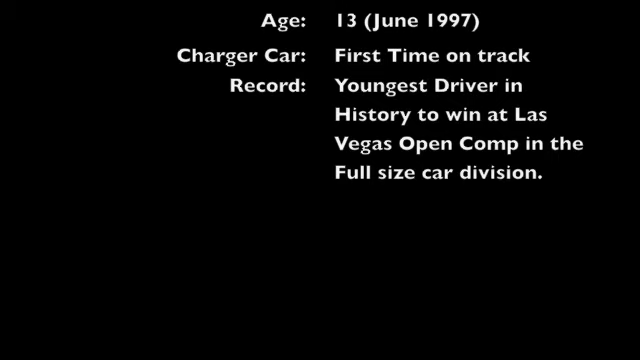 Age: 13 (June 1997)
Charger Car: First Time on track
Record: Youngest Driver in
History to win at Las
Vegas Open Comp in the
Full size car division.